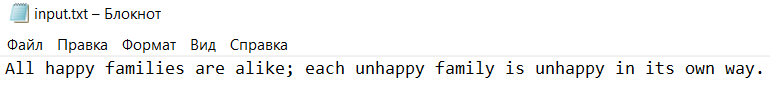 input.txt – Блокнот
Файл Правка Формат Вид Справка
All happy families are alike; each unhappy family is unhappy in its own way.